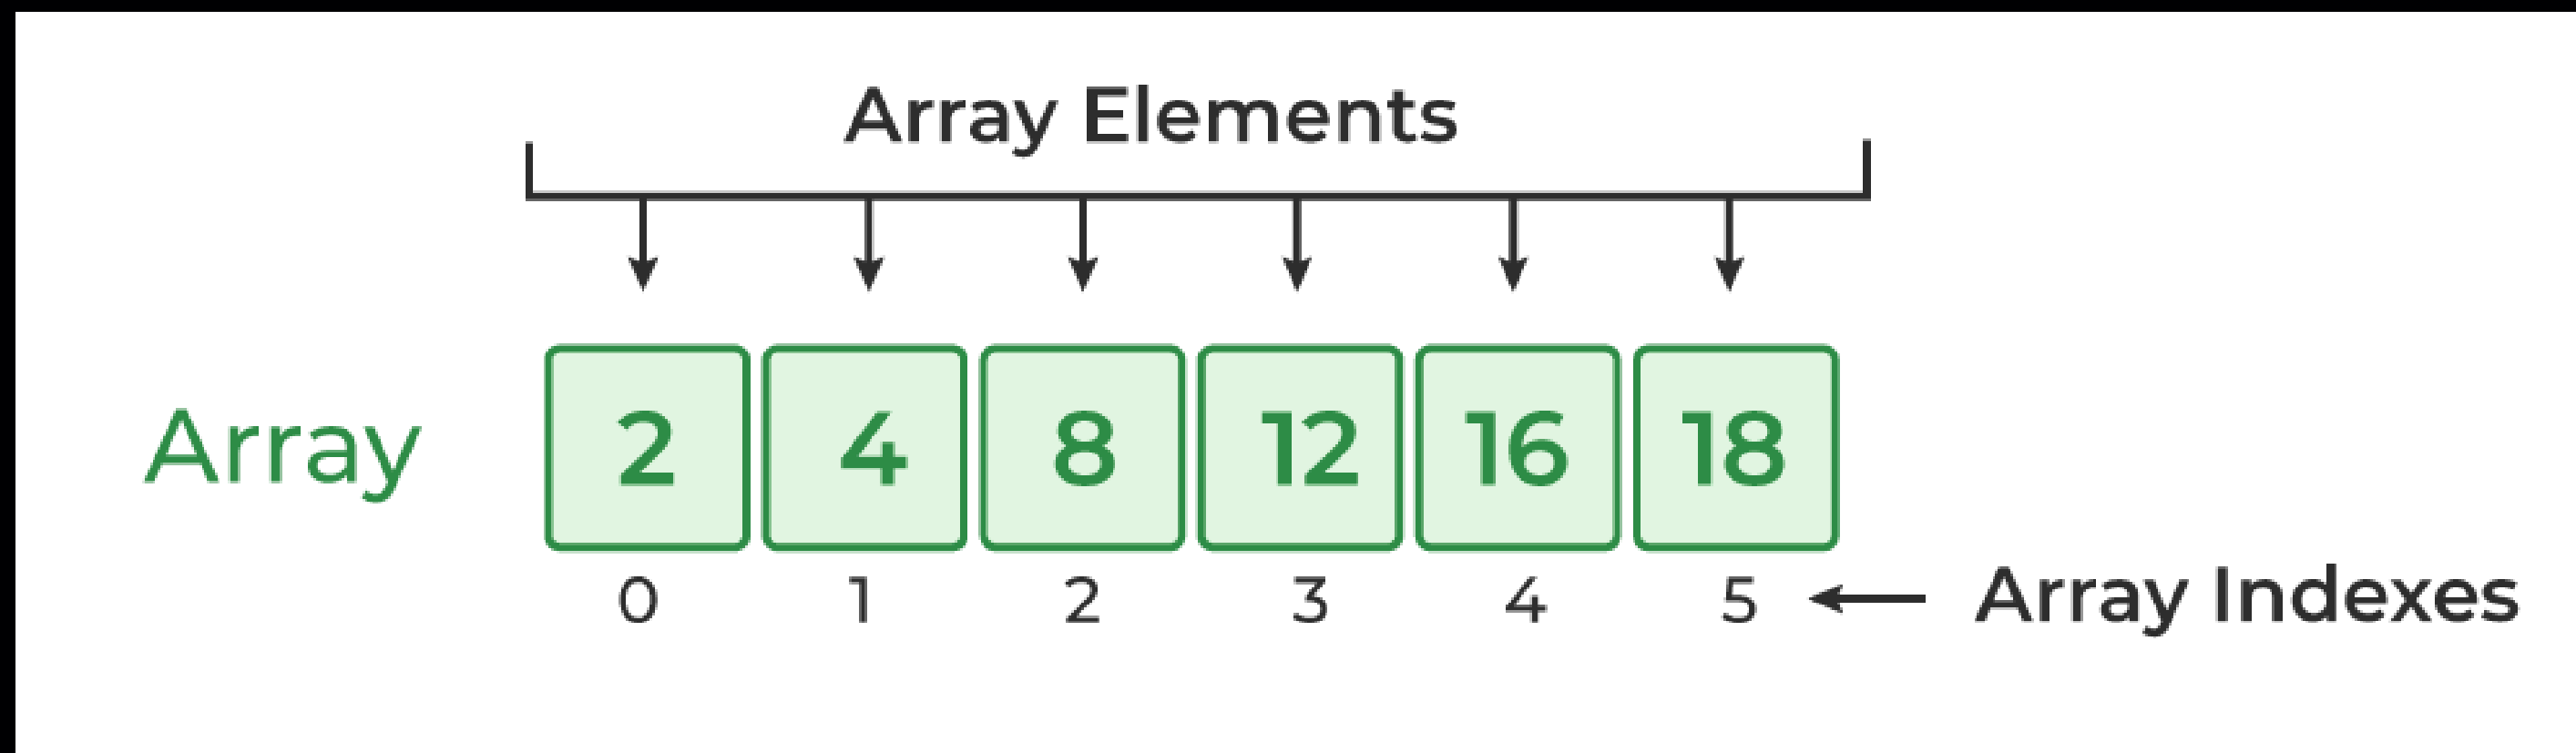 Array Elements
Array 2 4 8 12 16 18
0 1 2 3 4 5 Array Indexes